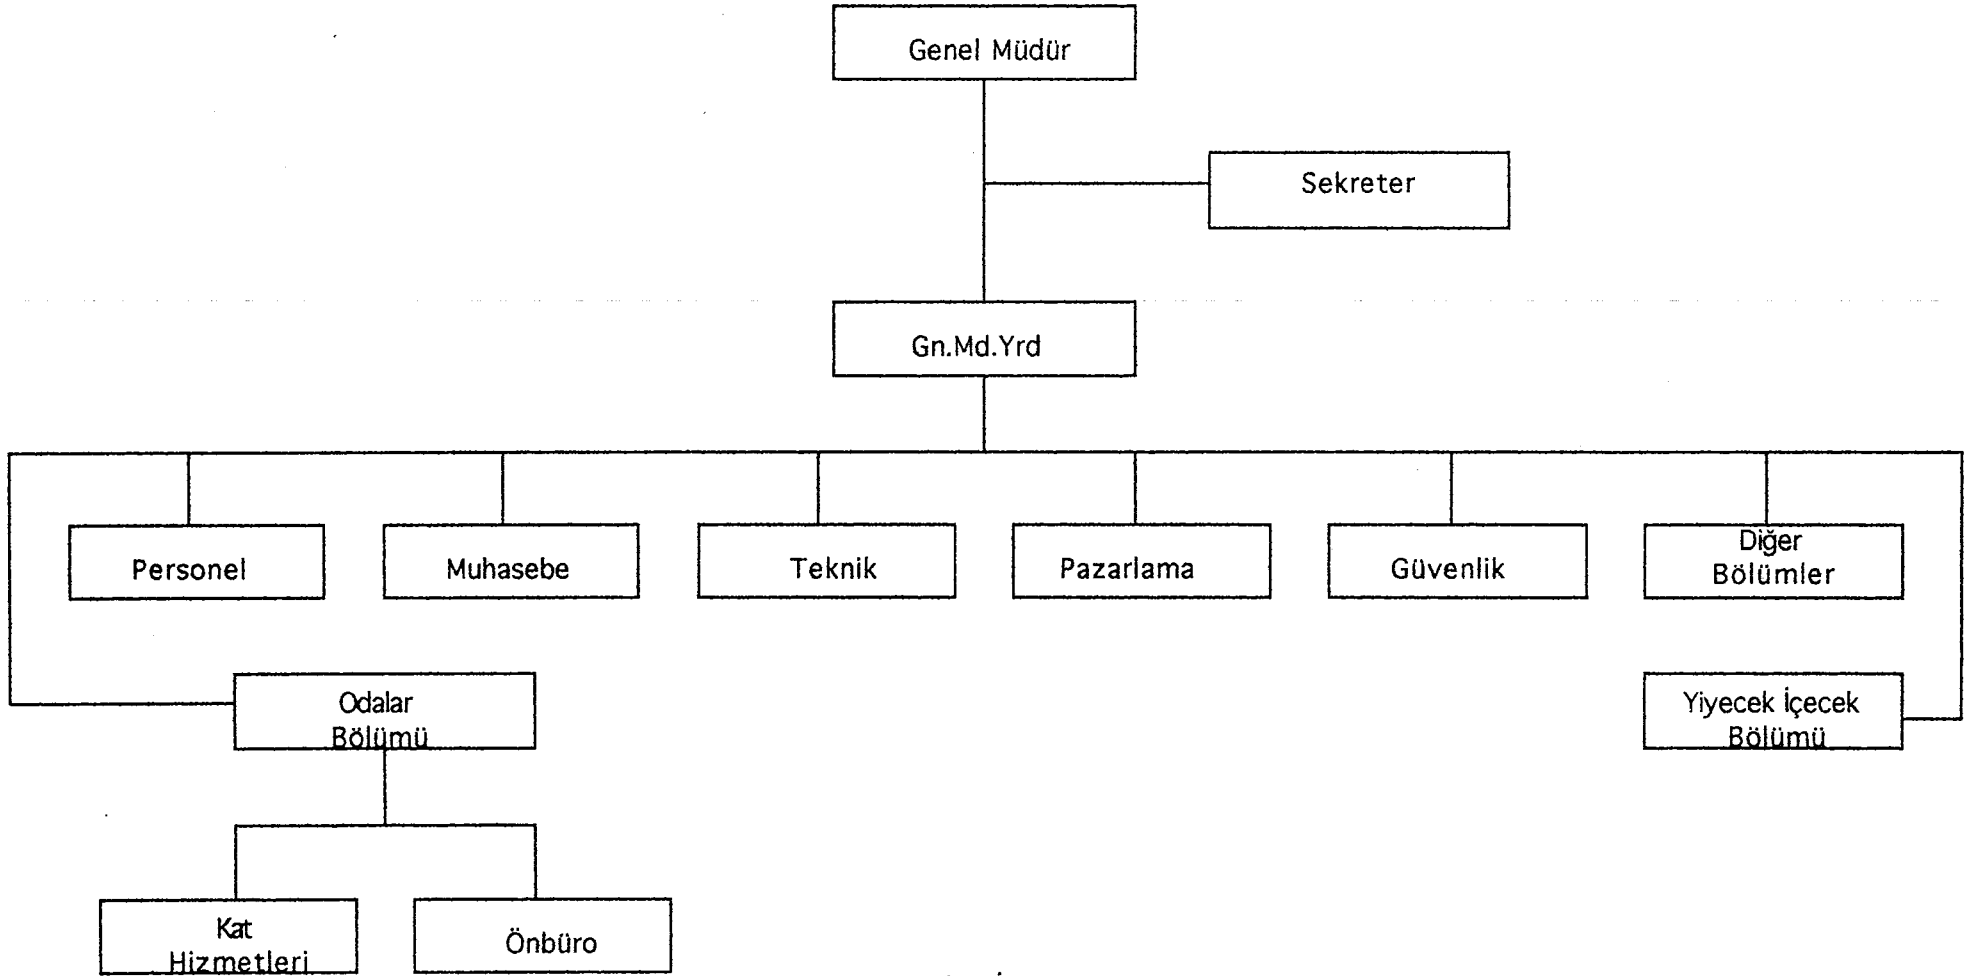 Genel Müdür
Sekreter
Gn.Md.Yrd
Personel
Muhasebe
Teknik
Pazarlama
Güvenlik
Diğer
Bölümler
Odalar
Bölümü
Yiyecek İçecek
Bölümü
Kat
Hizmetleri
Önbüro